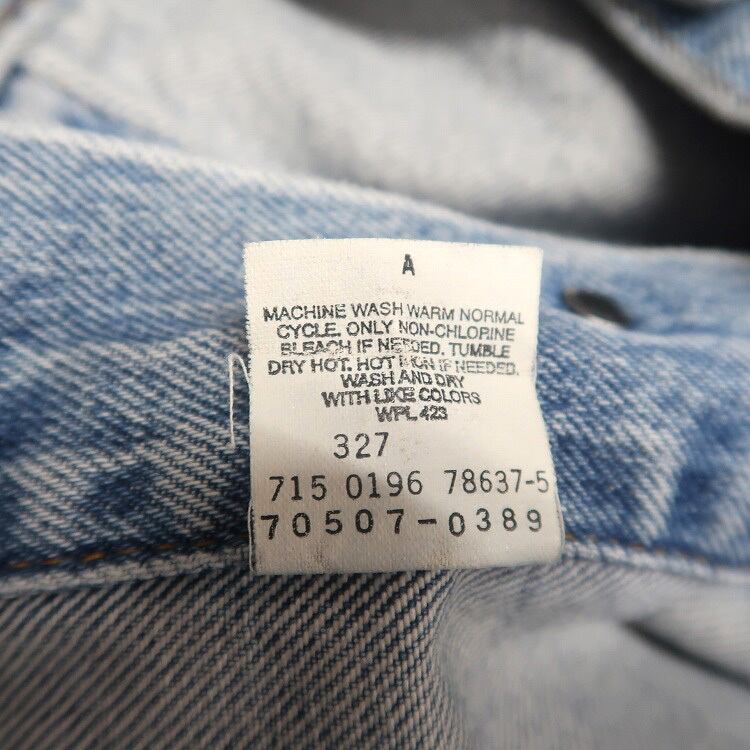 A
MACHINE WASH WARM NORMAL
CYCLE. ONLY NON-CHLORINE
BLEACH IF NEEDED. TUMBLE
DRY HOT. HOT IRON IF NEEDED.
WASH AND DRY
WITH LIKE COLORS
WPL 423
327
715 0196 78637-5
70507-0389